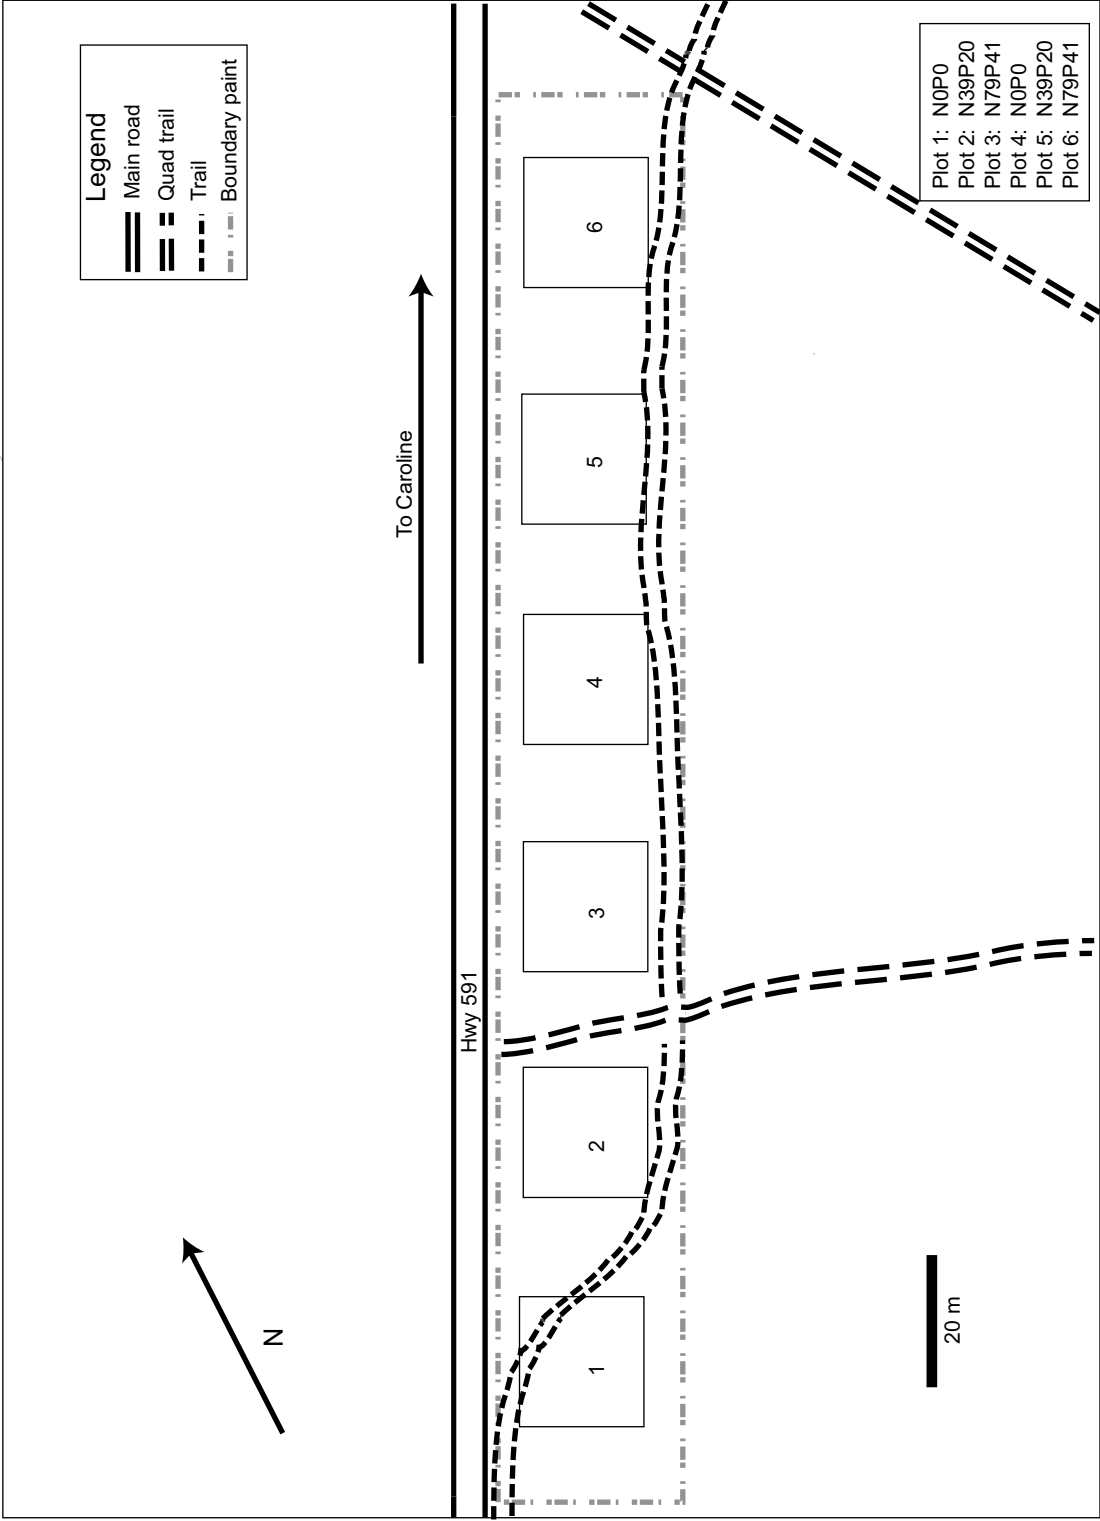 Legend
Main road
Quad trail
Trail
Boundary paint
To Caroline
Hwy 591
N
1
2
3
4
5
6
20 m
Plot 1: N0P0
Plot 2: N39P20
Plot 3: N79P41
Plot 4: N0P0
Plot 5: N39P20
Plot 6: N79P41